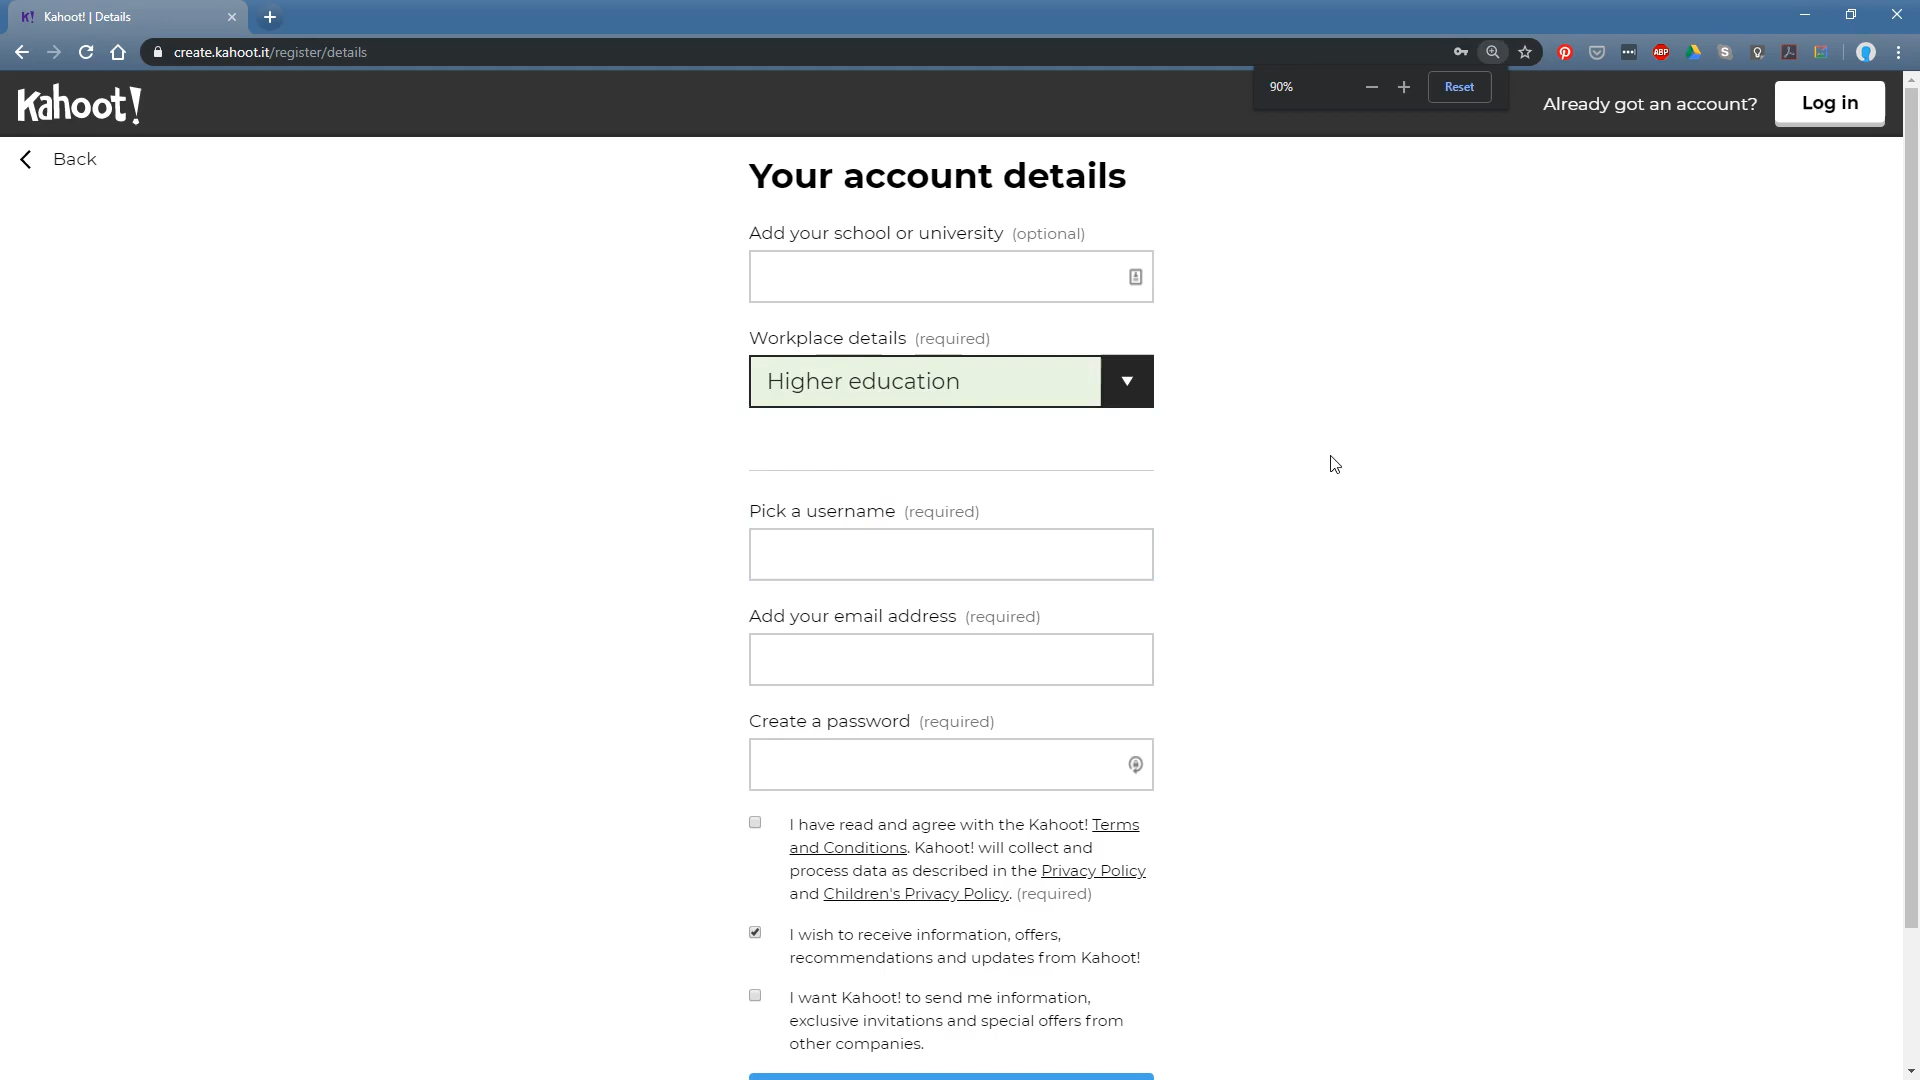 K! Kahoot! | Details
create.kahoot.it/register/details
ABP
S
90%
Reset
Kahoot!
Already got an account?
Log in
Back
Your account details
Add your school or university (optional)
Workplace details (required)
Higher education
Pick a username (required)
Add your email address (required)
Create a password (required)
I have read and agree with the Kahoot! Terms
and Conditions. Kahoot! will collect and
process data as described in the Privacy Policy
and Children's Privacy Policy. (required)
I wish to receive information, offers,
recommendations and updates from Kahoot!
I want Kahoot! to send me information,
exclusive invitations and special offers from
other companies.